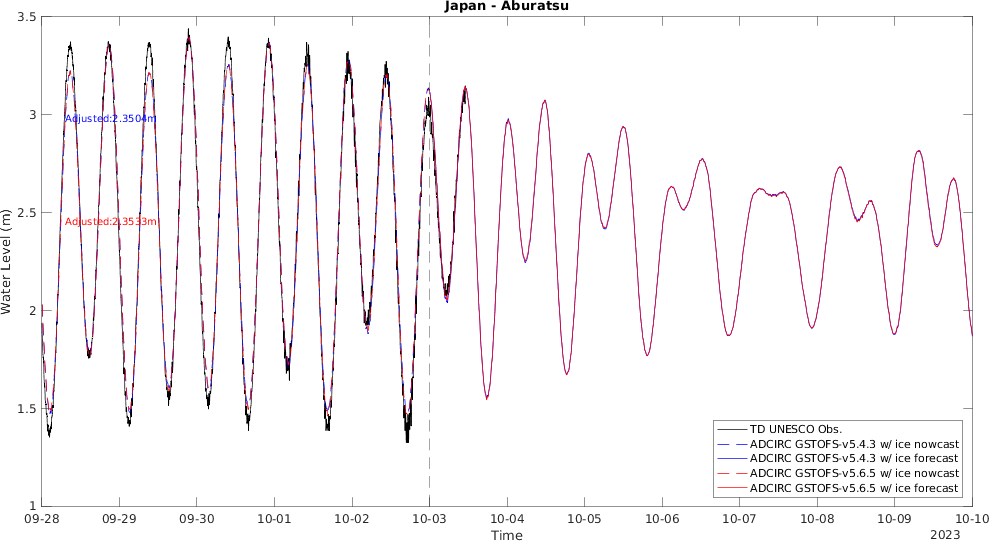 Japan - Aburatsu
3.5
3
2.5
2
1.5
1
Water Level (m)
Adjusted:2.3504m
Adjusted:2.3533m
TD UNESCO Obs.
ADCIRC GSTOFS-v5.4.3 w/ ice nowcast
ADCIRC GSTOFS-v5.4.3 w/ ice forecast
ADCIRC GSTOFS-v5.6.5 w/ ice nowcast
ADCIRC GSTOFS-v5.6.5 w/ ice forecast
09-28 09-29 09-30 10-01 10-02 10-03 10-04 10-05 10-06 10-07 10-08 10-09 10-10
Time
2023